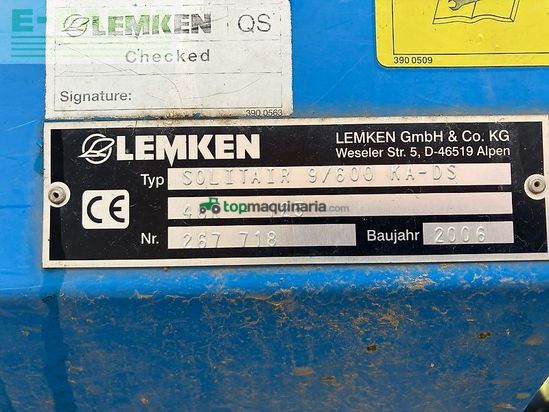 LEMKEN QS
Checked
Signature:
390 0563
390 0509
LEMKEN
LEMKEN GmbH & Co. KG
Weseler Str. 5, D-46519 Alpen
Typ SOLITAIR 9/600 KA-DS
topmaquinaria.com
Nr. 267 718 Baujahr 2006